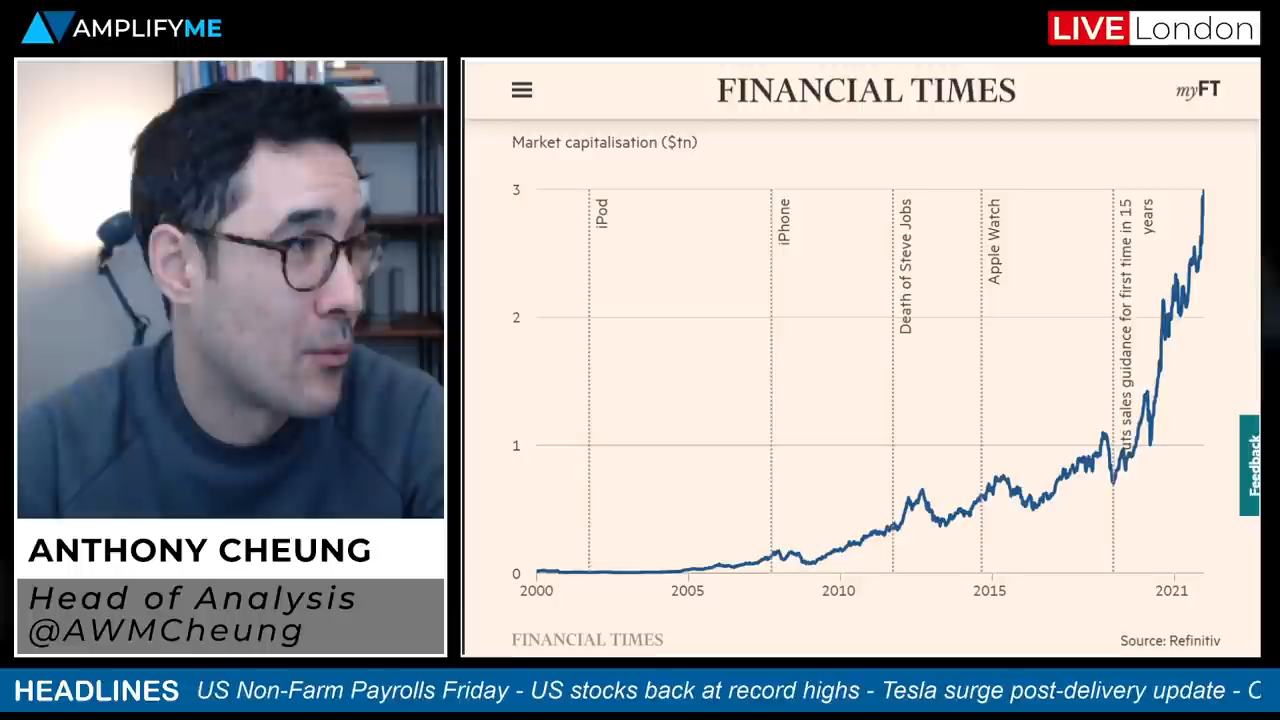 AMPLIFYME
LIVE London
FINANCIAL TIMES
myFT
Market capitalisation ($tn)
3
2
1
0
iPod
iPhone
Death of Steve Jobs
Apple Watch
uts sales guidance for first time in 15
years
2000
2005
2010
2015
2021
FINANCIAL TIMES
Source: Refinitiv
Feedback
ANTHONY CHEUNG
Head of Analysis
@AWMCheung
HEADLINES US Non-Farm Payrolls Friday - US stocks back at record highs - Tesla surge post-delivery update - C